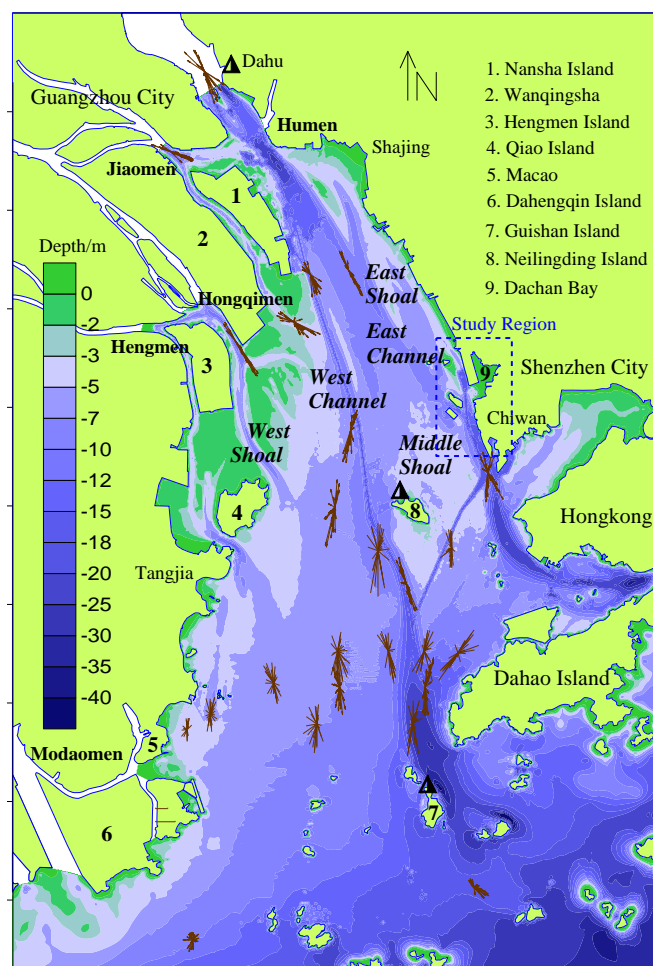 Dahu
N
Guangzhou City
Humen
Shajing
Jiaomen
1. Nansha Island
2. Wanqingsha
3. Hengmen Island
4. Qiao Island
5. Macao
6. Dahengqin Island
7. Guishan Island
8. Neilingding Island
9. Dachan Bay
1
2
Depth/m
0
-2
-3
-5
-7
-10
-12
-15
-18
-20
-25
-30
-35
-40
Hongqimen
Hengmen
3
East
Shoal
East
Channel
West
Channel
West
Shoal
Middle
Shoal
Study Region
9
Shenzhen City
Chiwan
4
8
Hongkong
Tangjia
Dahao Island
Modaomen
5
6
7